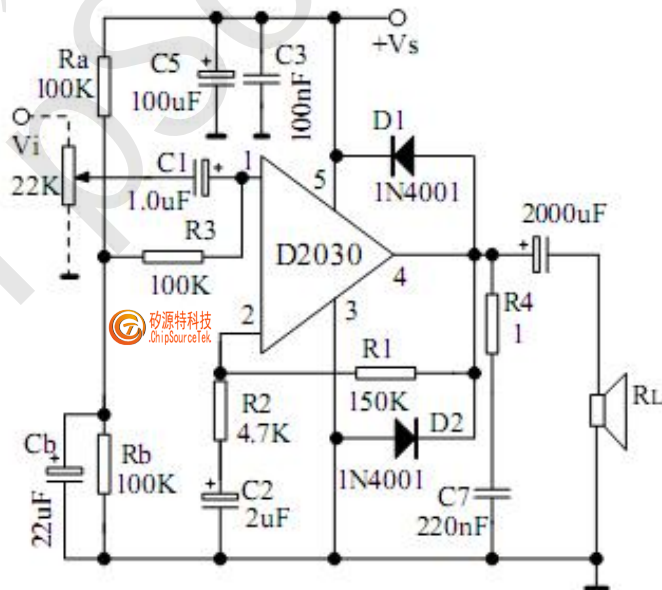 +Vs
Ra
100K
C5
100uF
C3
100nF
Vi
22K
C1
1.0uF
D1
1N4001
1
5
2000uF
R3
100K
D2030
4
2
3
R4
1
矽源特科技
.ChipSourceTek
R1
150K
R2
4.7K
D2
1N4001
RL
Cb
22uF
Rb
100K
C2
2uF
C7
220nF